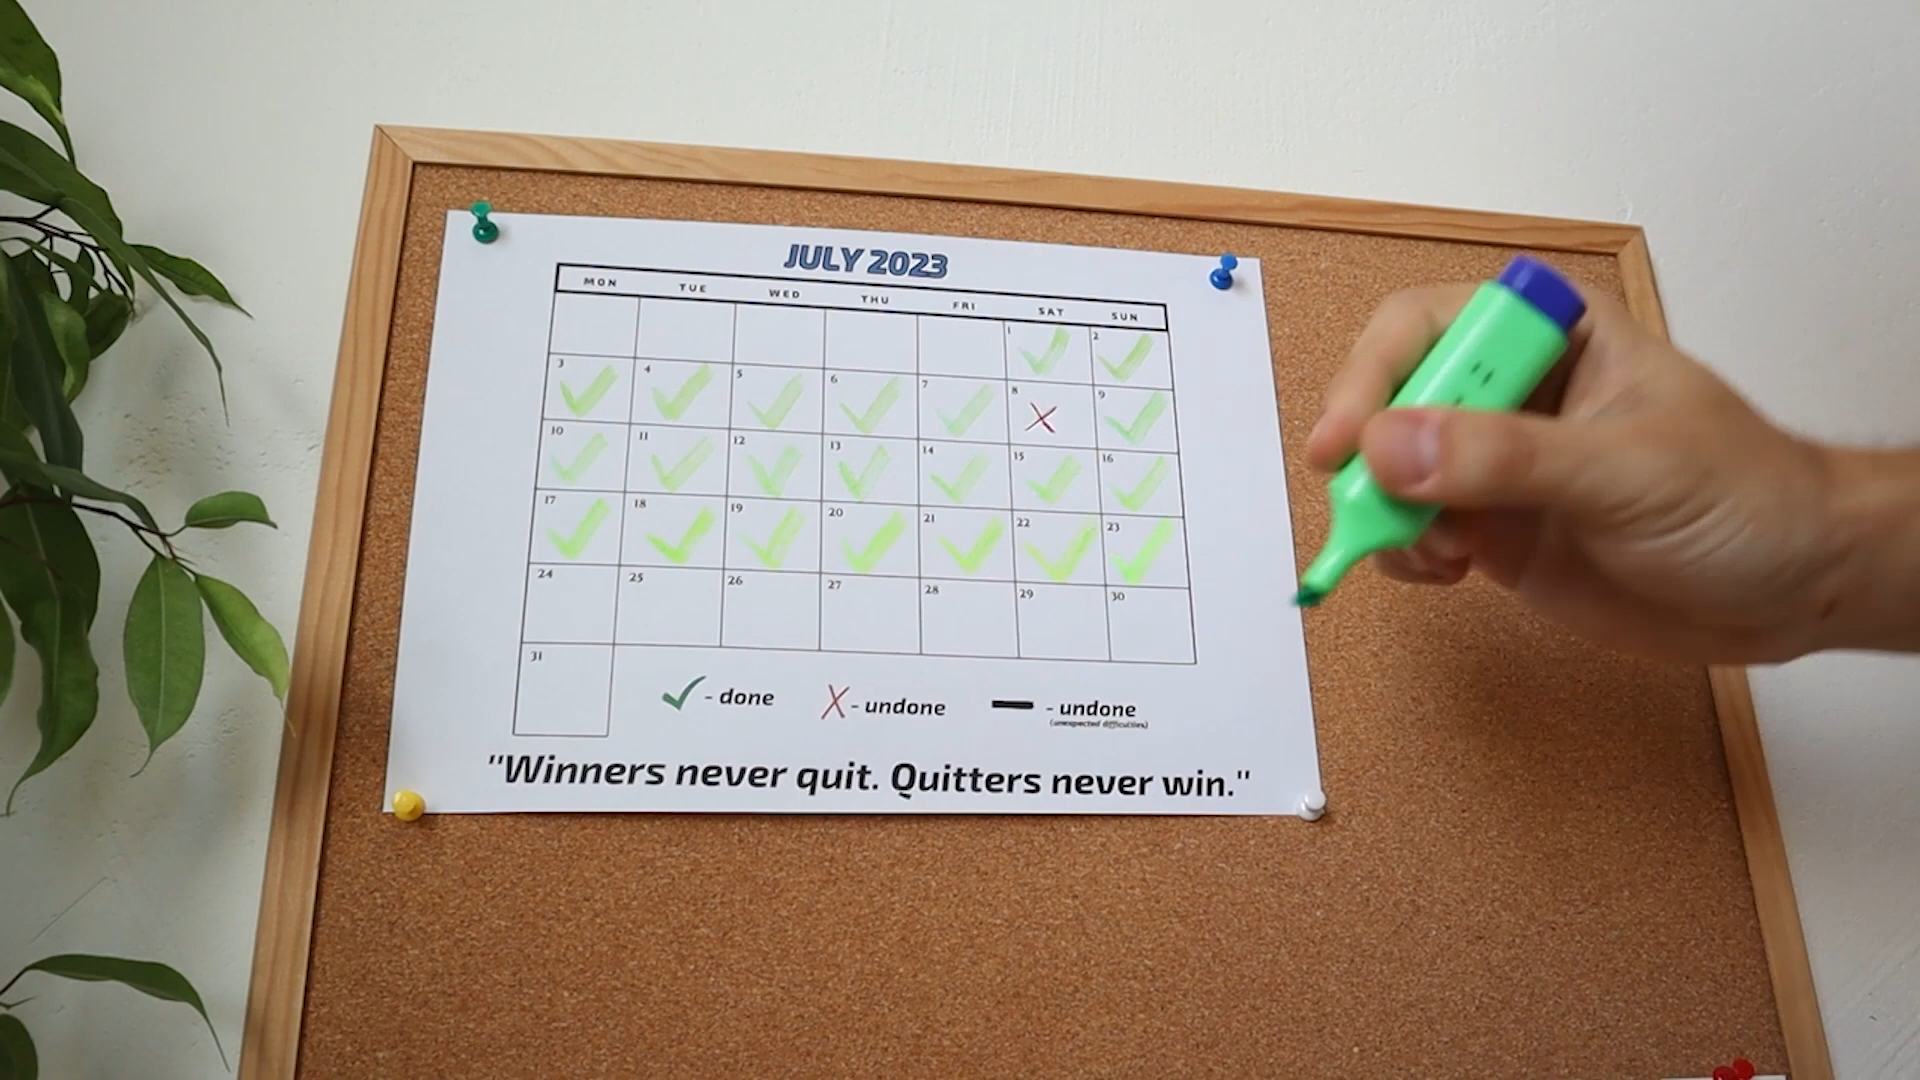 JULY 2023
MON TUE WED THU FRI SAT SUN
1 2
3 4 5 6 7 8 9
10 11 12 13 14 15 16
17 18 19 20 21 22 23
24 25 26 27 28 29 30
31
- done X - undone - undone
(unexpected difficulties)
"Winners never quit. Quitters never win."